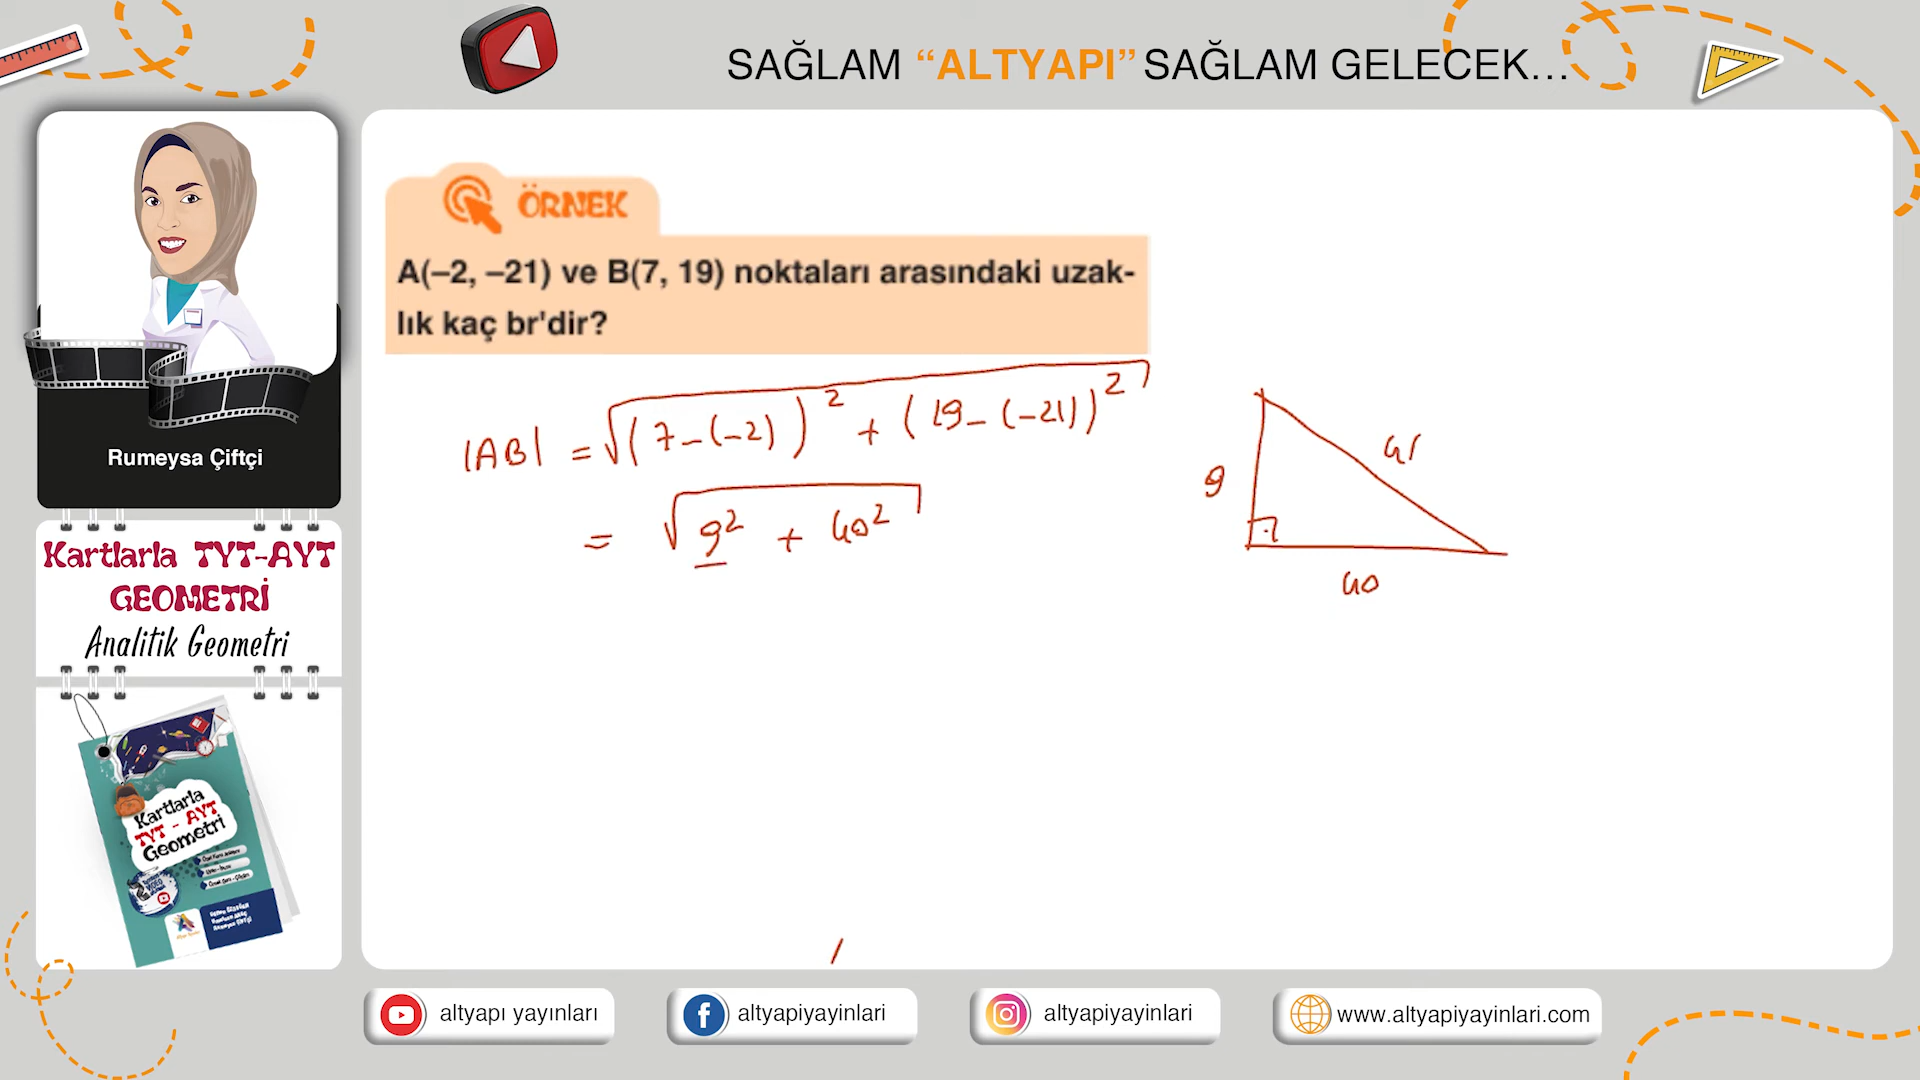 SAĞLAM “ALTYAPI” SAĞLAM GELECEK...
ÖRNEK
A(–2, –21) ve B(7, 19) noktaları arasındaki uzak-
lık kaç br'dir?
|AB| = √(7-(-2))² + (19-(-21))²
= √9² + 40²
9
41
40
Rumeysa Çiftçi
Kartlarla TYT-AYT
GEOMETRİ
Analitik Geometri
Kartlarla
TYT - AYT
Geometri
altyapı yayınları
altyapiyayinlari
altyapiyayinlari
www.altyapiyayinlari.com